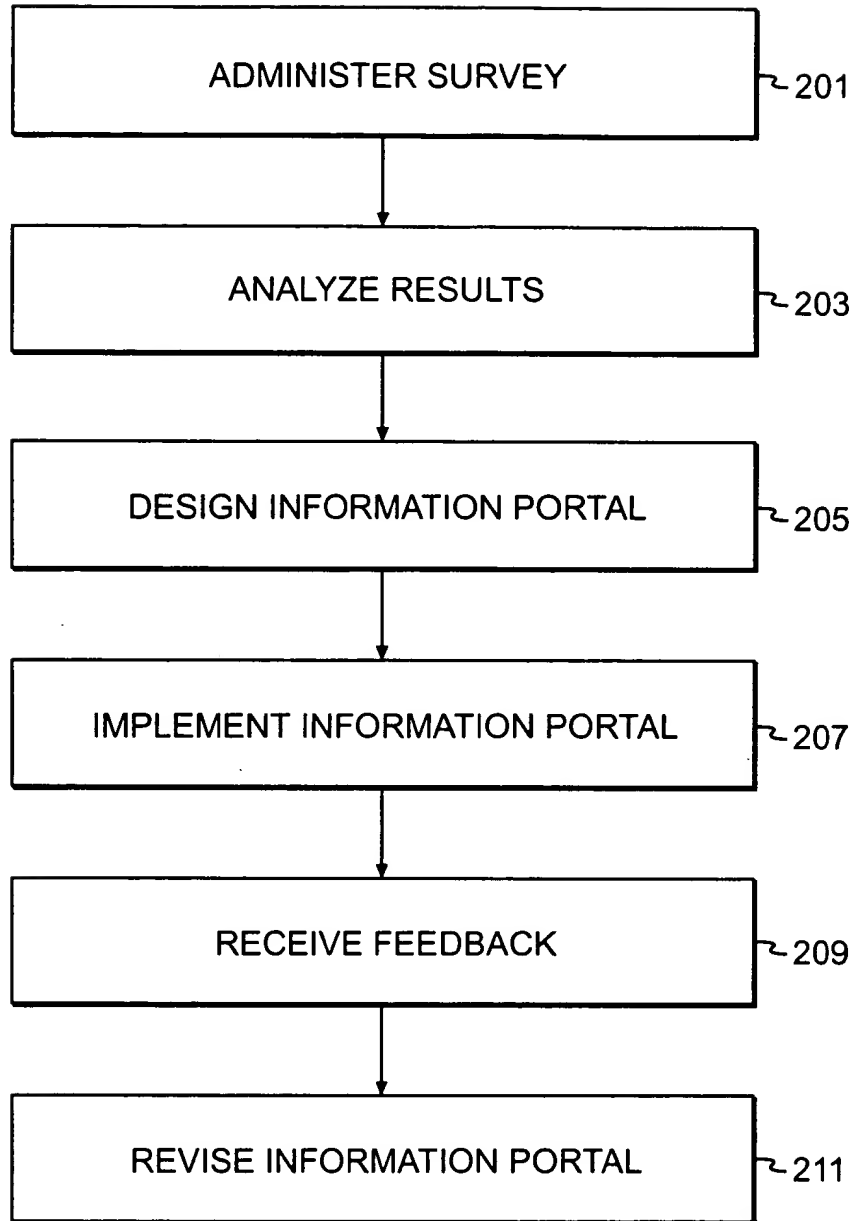 ADMINISTER SURVEY
201
ANALYZE RESULTS
203
DESIGN INFORMATION PORTAL
205
IMPLEMENT INFORMATION PORTAL
207
RECEIVE FEEDBACK
209
REVISE INFORMATION PORTAL
211